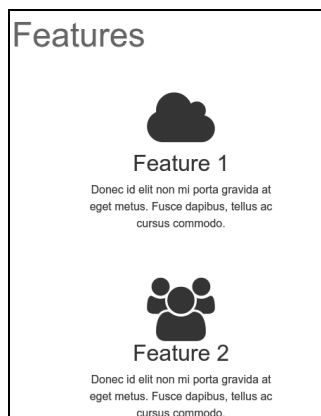 Features
Feature 1
Donec id elit non mi porta gravida at
eget metus. Fusce dapibus, tellus ac
cursus commodo.
Feature 2
Donec id elit non mi porta gravida at
eget metus. Fusce dapibus, tellus ac
cursus commodo.